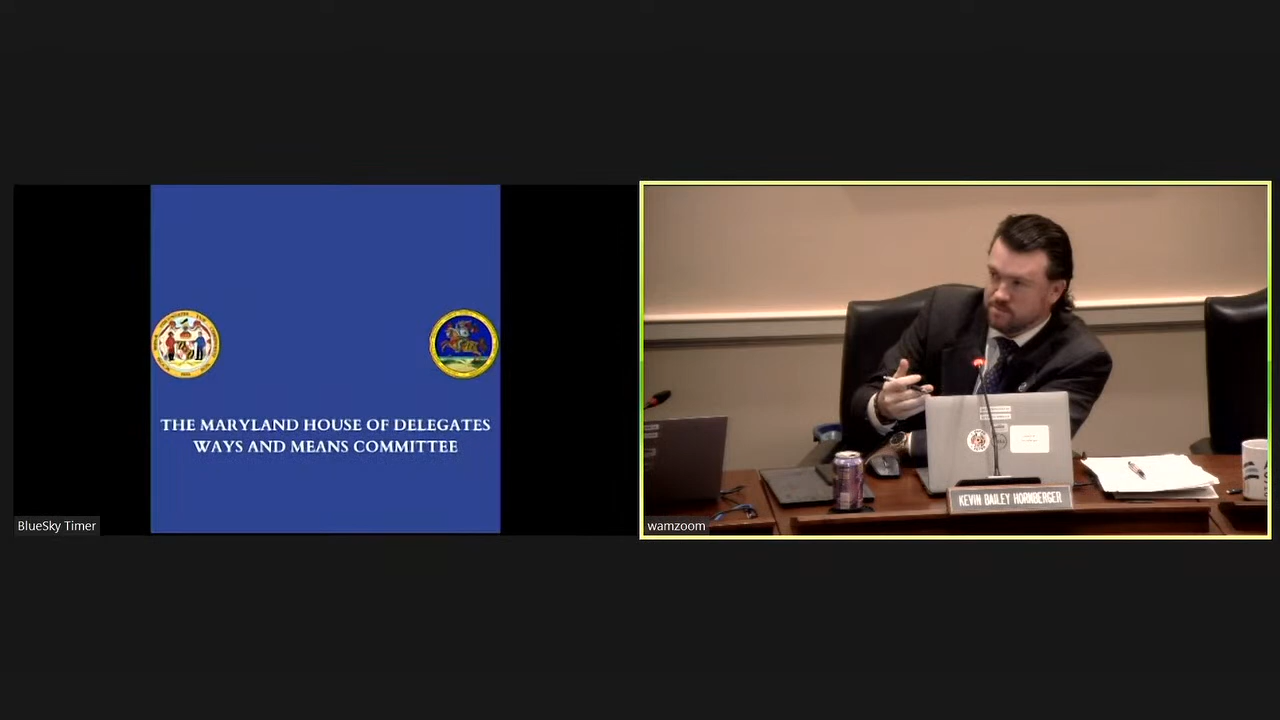 THE MARYLAND HOUSE OF DELEGATES
WAYS AND MEANS COMMITTEE
BlueSky Timer
KEVIN BAILEY HORNBERGER
wamzoom